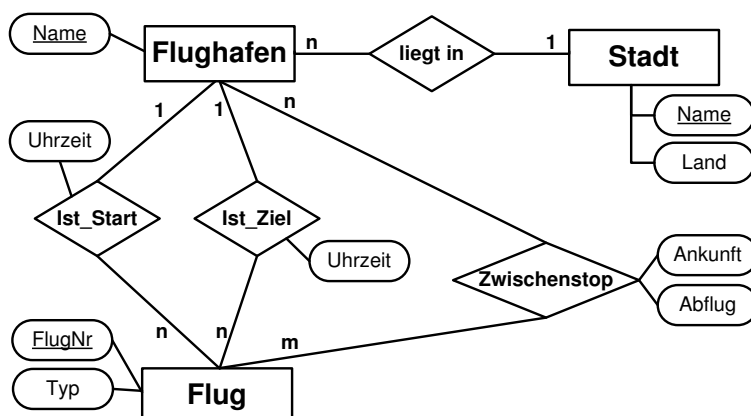 Name
Flughafen
n
liegt in
1
Stadt
Name
Land
1
1
n
Uhrzeit
Ist_Start
Ist_Ziel
Uhrzeit
Zwischenstop
Ankunft
Abflug
n
n
m
FlugNr
Typ
Flug